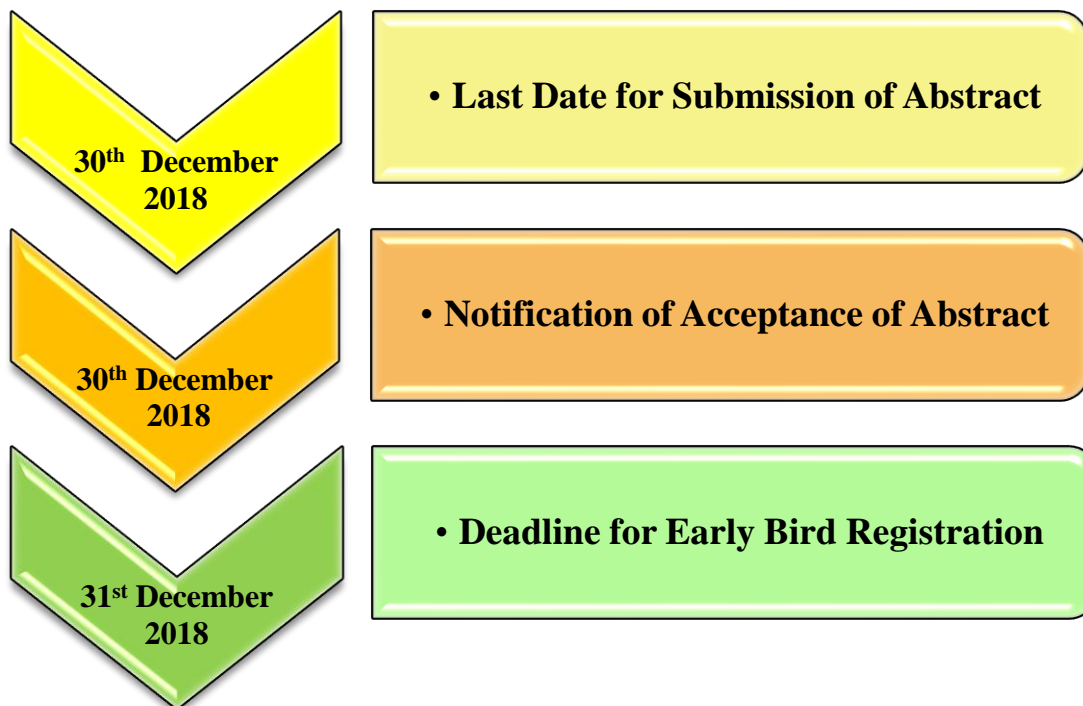 30th December
2018
• Last Date for Submission of Abstract
30th December
2018
• Notification of Acceptance of Abstract
31st December
2018
• Deadline for Early Bird Registration